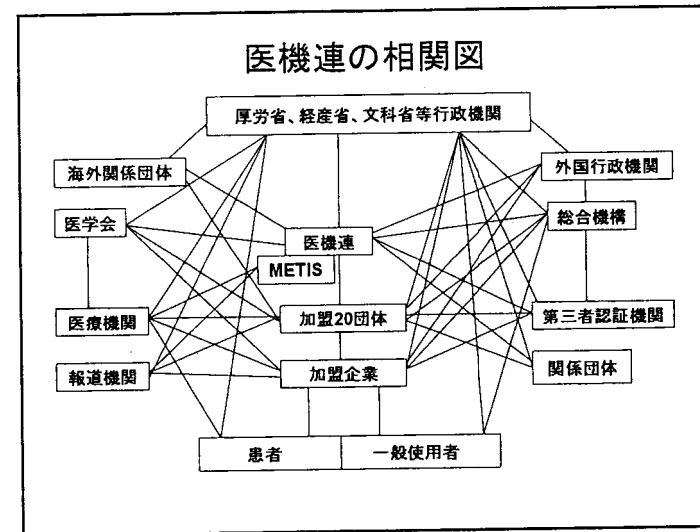 医機連の相関図
厚労省、経産省、文科省等行政機関
海外関係団体
外国行政機関
医学会
総合機構
医機連
METIS
医療機関
加盟20団体
第三者認証機関
報道機関
加盟企業
関係団体
患者
一般使用者